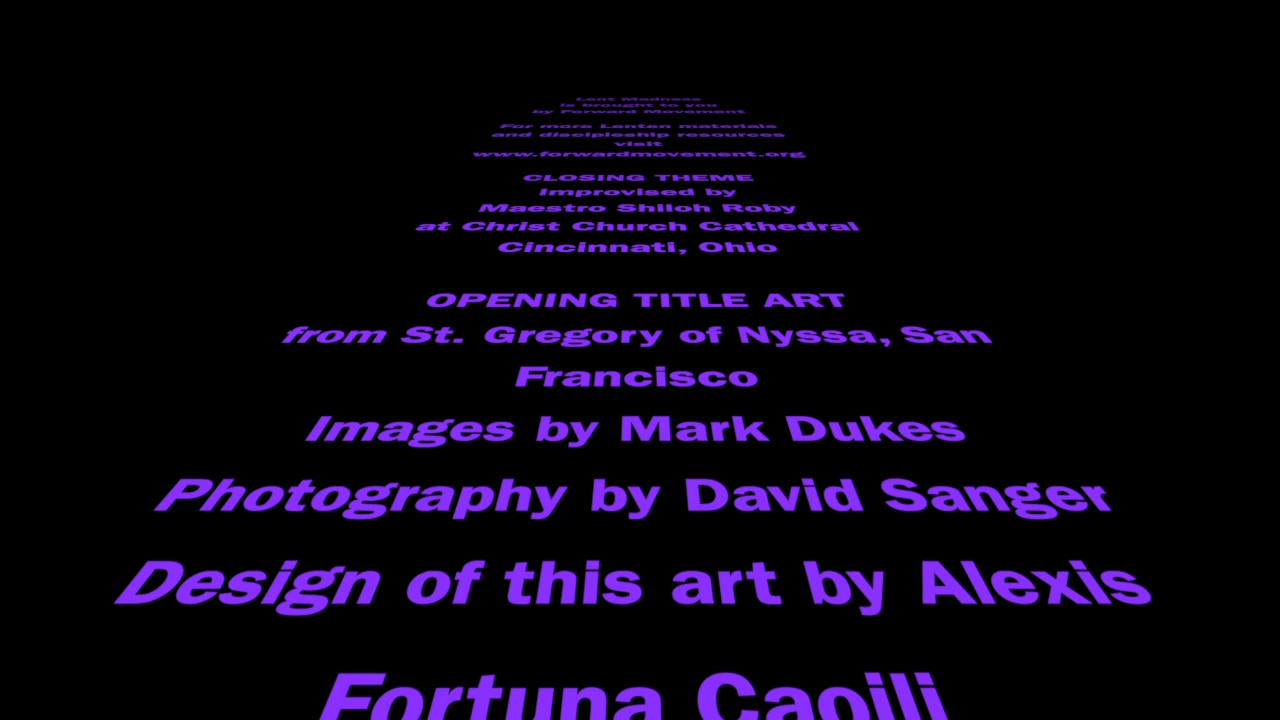 Lent Madness
is brought to you
by Forward Movement
For more Lenten materials
and discipleship resources
visit
www.forwardmovement.org
CLOSING THEME
Improvised by
Maestro Shiloh Roby
at Christ Church Cathedral
Cincinnati, Ohio
OPENING TITLE ART
from St. Gregory of Nyssa, San
Francisco
Images by Mark Dukes
Photography by David Sanger
Design of this art by Alexis
Fortuna Caoili